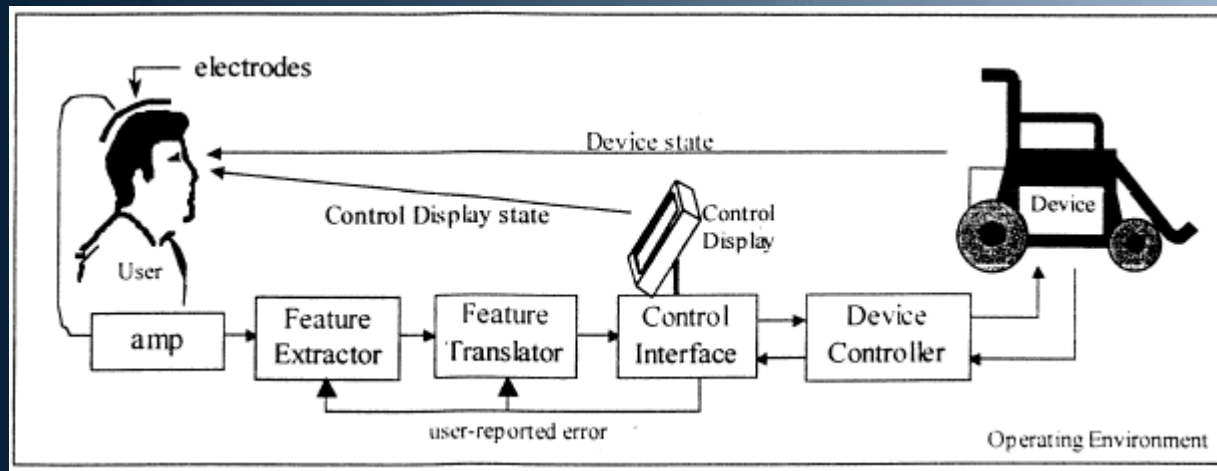 electrodes
Device state
Control Display state
Control
Display
Device
User
amp
Feature
Extractor
Feature
Translator
Control
Interface
Device
Controller
user-reported error
Operating Environment